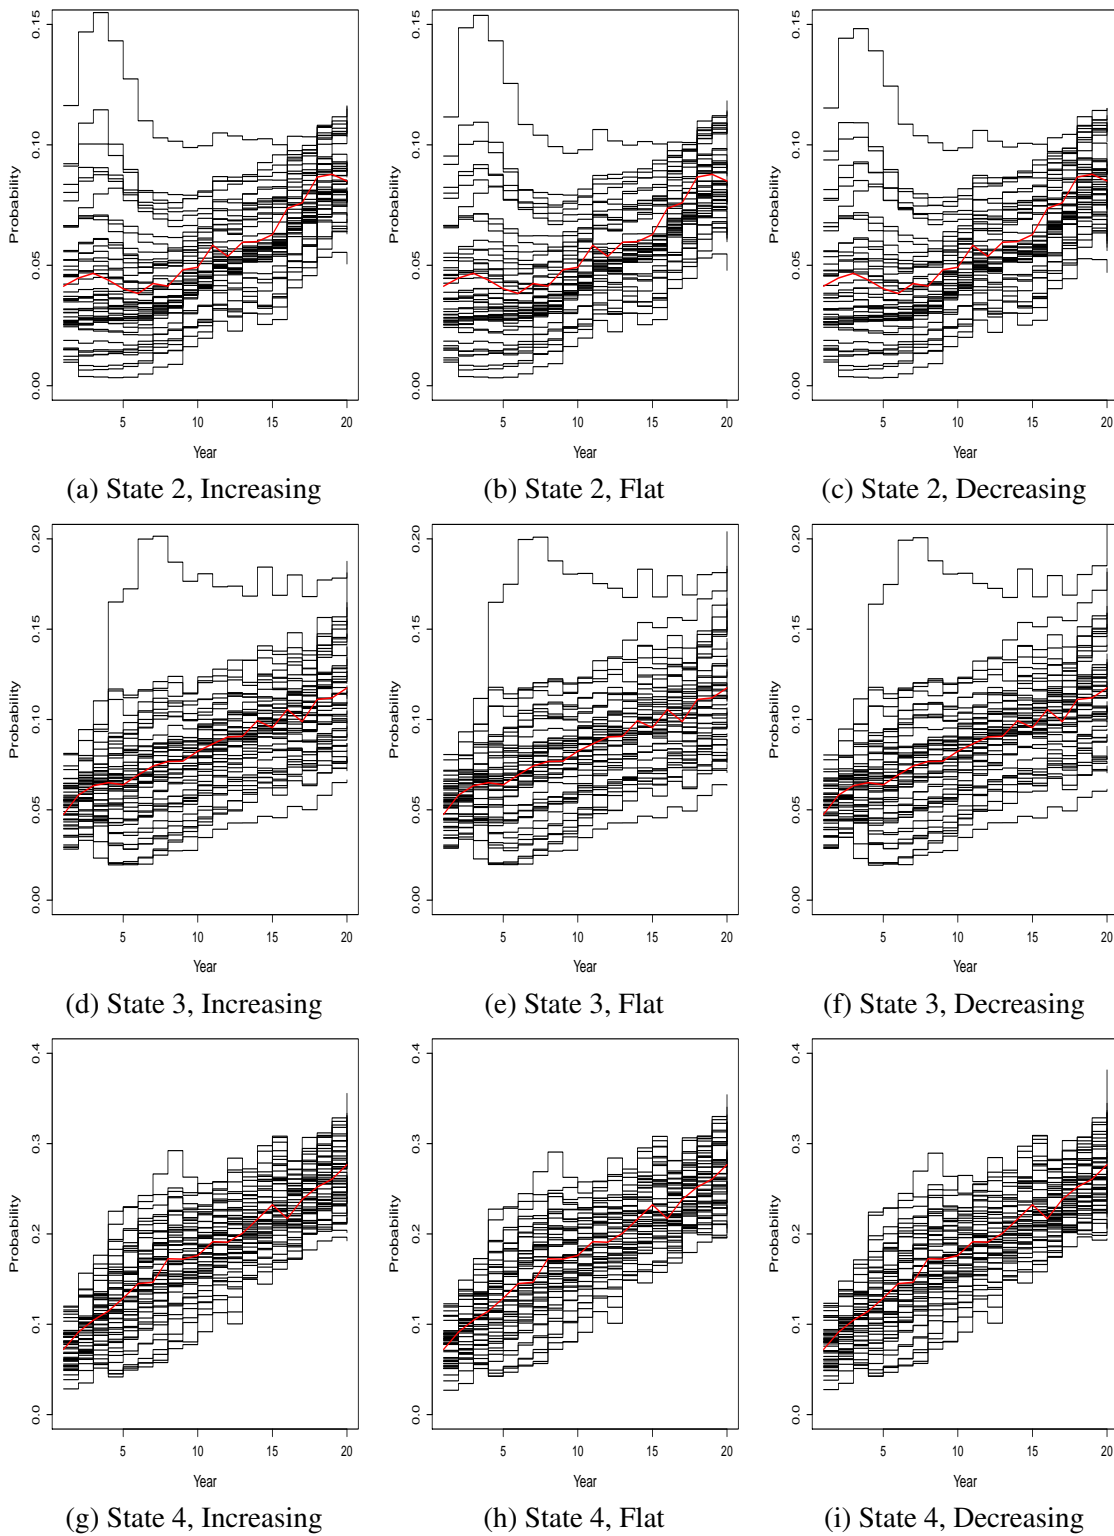 Probability
0.00 0.05 0.10 0.15
5 10 15 20
Year
(a) State 2, Increasing
Probability
0.00 0.05 0.10 0.15
5 10 15 20
Year
(b) State 2, Flat
Probability
0.00 0.05 0.10 0.15
5 10 15 20
Year
(c) State 2, Decreasing
Probability
0.00 0.05 0.10 0.15 0.20
5 10 15 20
Year
(d) State 3, Increasing
Probability
0.00 0.05 0.10 0.15 0.20
5 10 15 20
Year
(e) State 3, Flat
Probability
0.00 0.05 0.10 0.15 0.20
5 10 15 20
Year
(f) State 3, Decreasing
Probability
0.0 0.1 0.2 0.3 0.4
5 10 15 20
Year
(g) State 4, Increasing
Probability
0.0 0.1 0.2 0.3 0.4
5 10 15 20
Year
(h) State 4, Flat
Probability
0.0 0.1 0.2 0.3 0.4
5 10 15 20
Year
(i) State 4, Decreasing